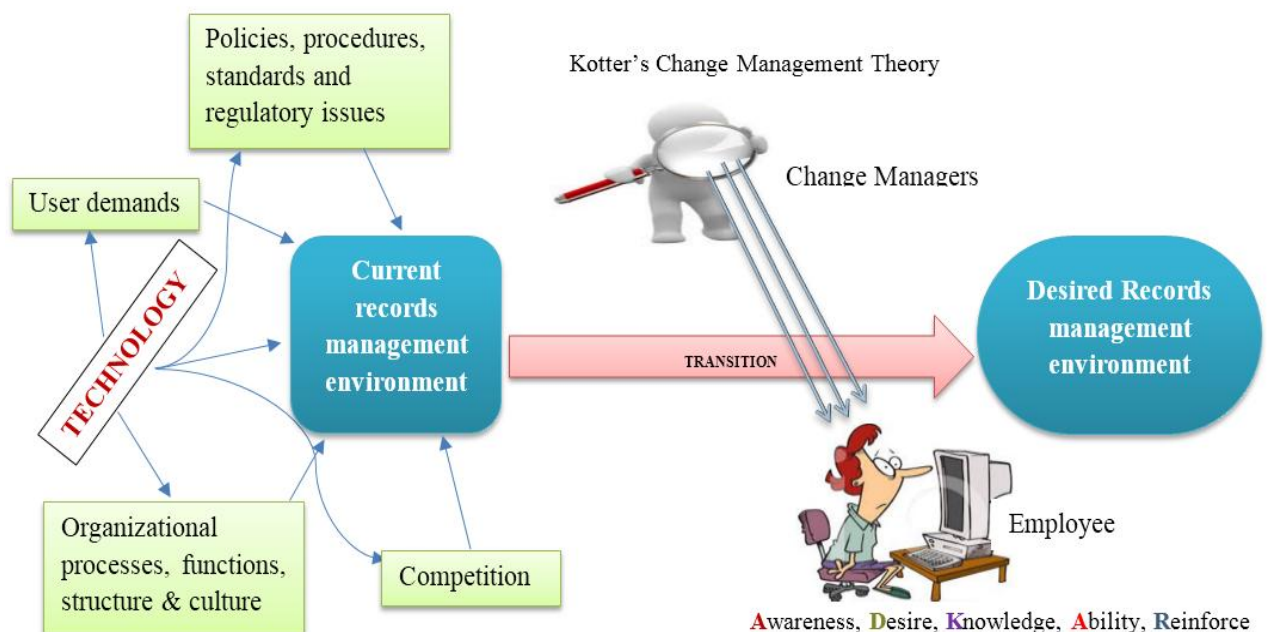 Policies, procedures,
standards and
regulatory issues
Kotter's Change Management Theory
Change Managers
User demands
TECHNOLOGY
Current
records
management
environment
TRANSITION
Desired Records
management
environment
Organizational
processes, functions,
structure & culture
Competition
Employee
Awareness, Desire, Knowledge, Ability, Reinforce